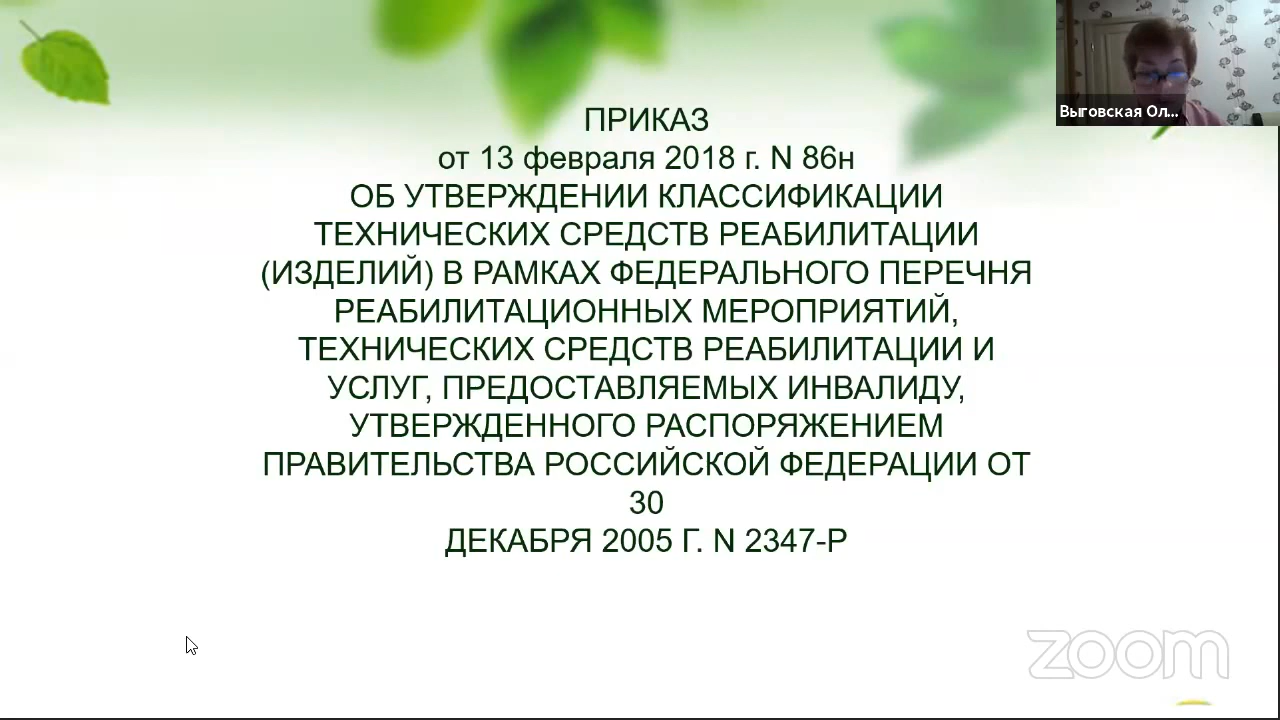 Выговская Ол...
ПРИКАЗ
от 13 февраля 2018 г. N 86н
ОБ УТВЕРЖДЕНИИ КЛАССИФИКАЦИИ
ТЕХНИЧЕСКИХ СРЕДСТВ РЕАБИЛИТАЦИИ
(ИЗДЕЛИЙ) В РАМКАХ ФЕДЕРАЛЬНОГО ПЕРЕЧНЯ
РЕАБИЛИТАЦИОННЫХ МЕРОПРИЯТИЙ,
ТЕХНИЧЕСКИХ СРЕДСТВ РЕАБИЛИТАЦИИ И
УСЛУГ, ПРЕДОСТАВЛЯЕМЫХ ИНВАЛИДУ,
УТВЕРЖДЕННОГО РАСПОРЯЖЕНИЕМ
ПРАВИТЕЛЬСТВА РОССИЙСКОЙ ФЕДЕРАЦИИ ОТ
30
ДЕКАБРЯ 2005 Г. N 2347-Р
zoom